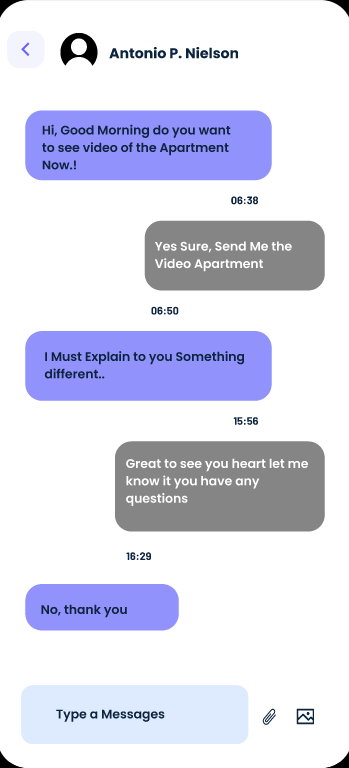 Antonio P. Nielson
Hi, Good Morning do you want
to see video of the Apartment
Now.!
06:38
Yes Sure, Send Me the
Video Apartment
06:50
I Must Explain to you Something
different..
15:56
Great to see you heart let me
know it you have any
questions
16:29
No, thank you
Type a Messages